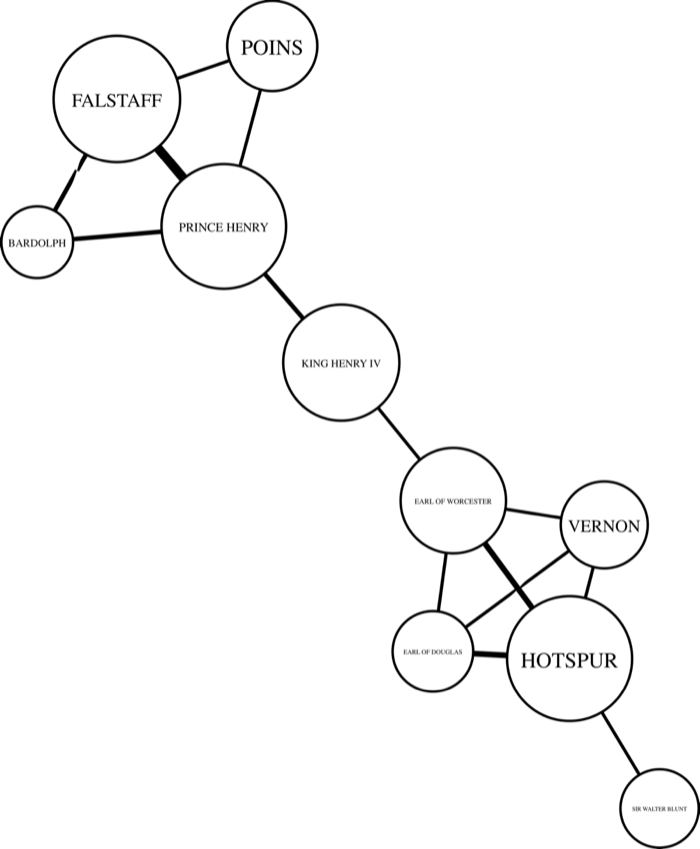 POINS
FALSTAFF
PRINCE HENRY
BARDOLPH
KING HENRY IV
EARL OF WORCESTER
VERNON
EARL OF DOUGLAS
HOTSPUR
SIR WALTER BLUNT